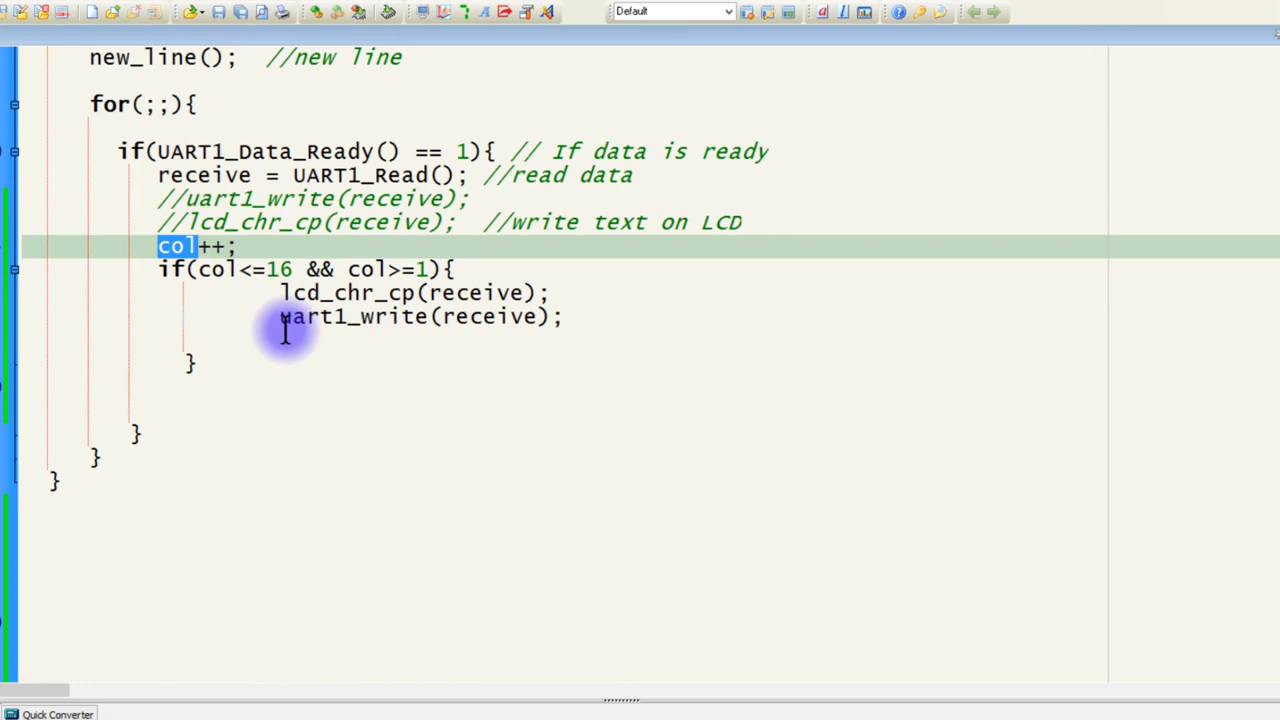 Default
new_line();  //new line
for(;;){
if(UART1_Data_Ready() == 1){ // If data is ready
receive = UART1_Read(); //read data
//uart1_write(receive);
//lcd_chr_cp(receive);  //write text on LCD
col++;
if(col<=16 && col>=1){
lcd_chr_cp(receive);
uart1_write(receive);
}
}
}
}
Quick Converter